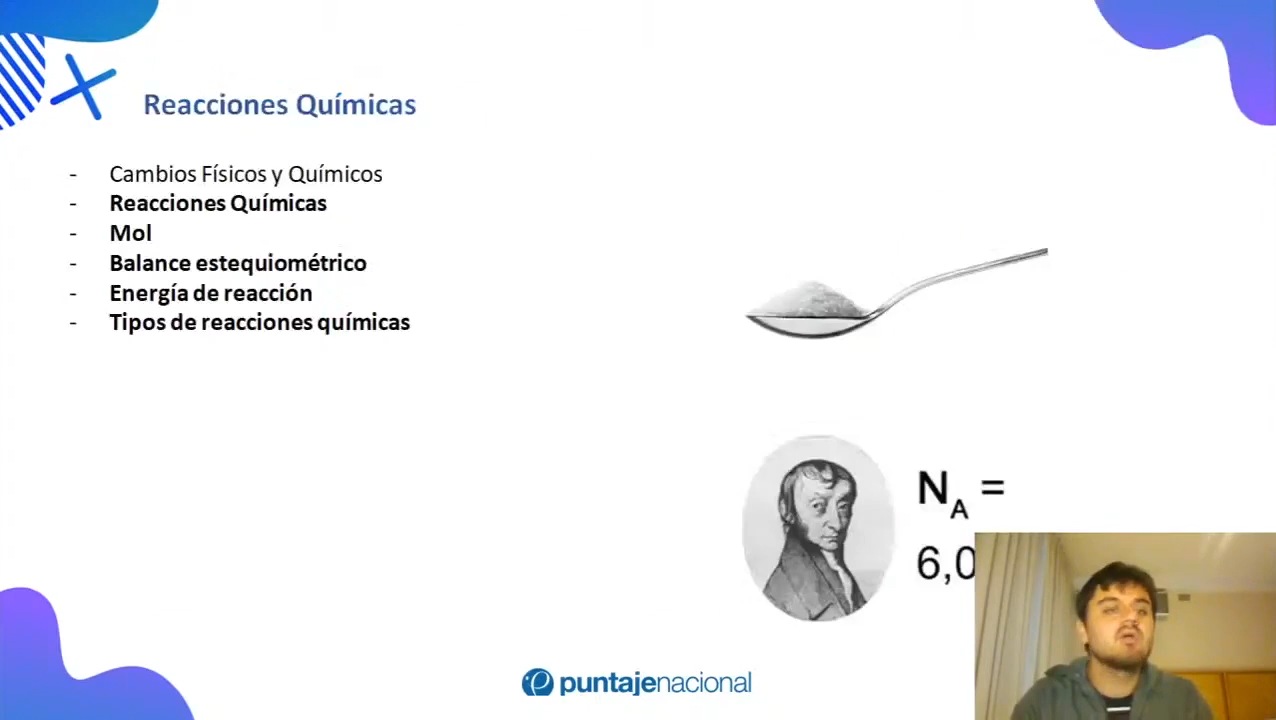 Reacciones Químicas
- Cambios Físicos y Químicos
- Reacciones Químicas
- Mol
- Balance estequiométrico
- Energía de reacción
- Tipos de reacciones químicas
N_A =
6,0
puntajenacional